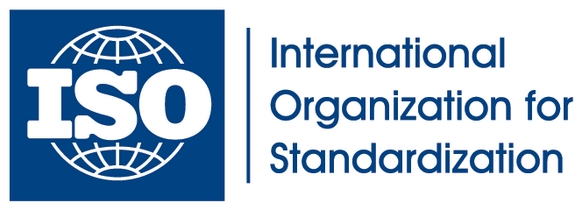 ISO
International
Organization for
Standardization